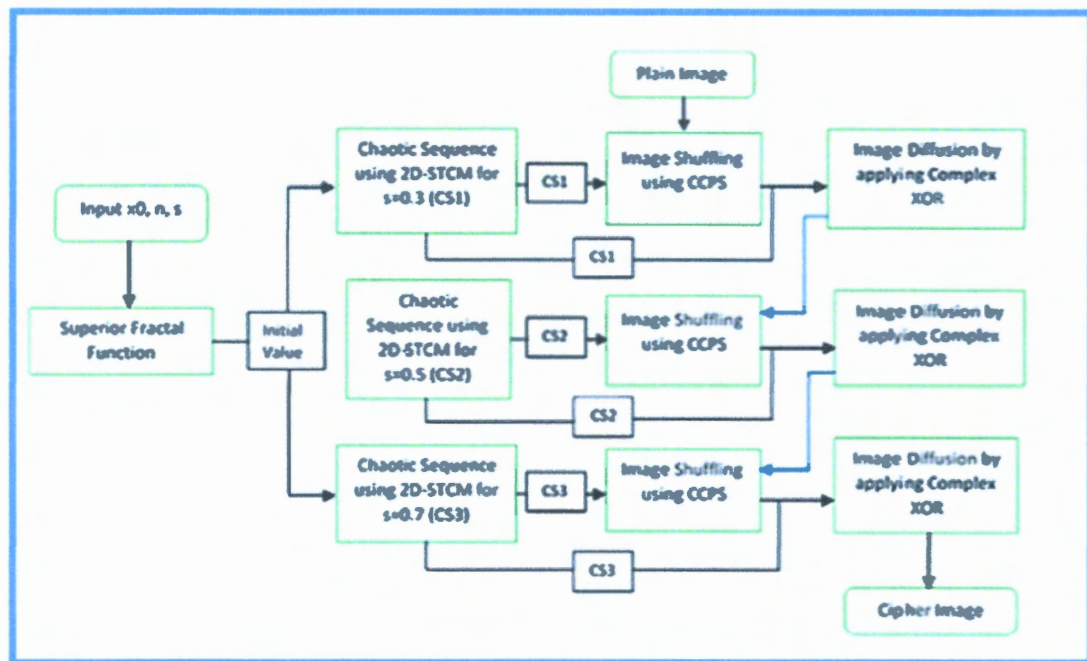 Plain Image
Input x0, n, s
Superior Fractal
Function
Initial
Value
Chaotic Sequence
using 2D-STCM for
s=0.3 (CS1)
CS1
Image Shuffling
using CCPS
Image Diffusion by
applying Complex
XOR
CS1
Chaotic
Sequence using
2D-STCM for
s=0.5 (CS2)
CS2
Image Shuffling
using CCPS
Image Diffusion by
applying Complex
XOR
CS2
Chaotic Sequence
using 2D-STCM for
s=0.7 (CS3)
CS3
Image Shuffling
using CCPS
Image Diffusion by
applying Complex
XOR
CS3
Cipher Image